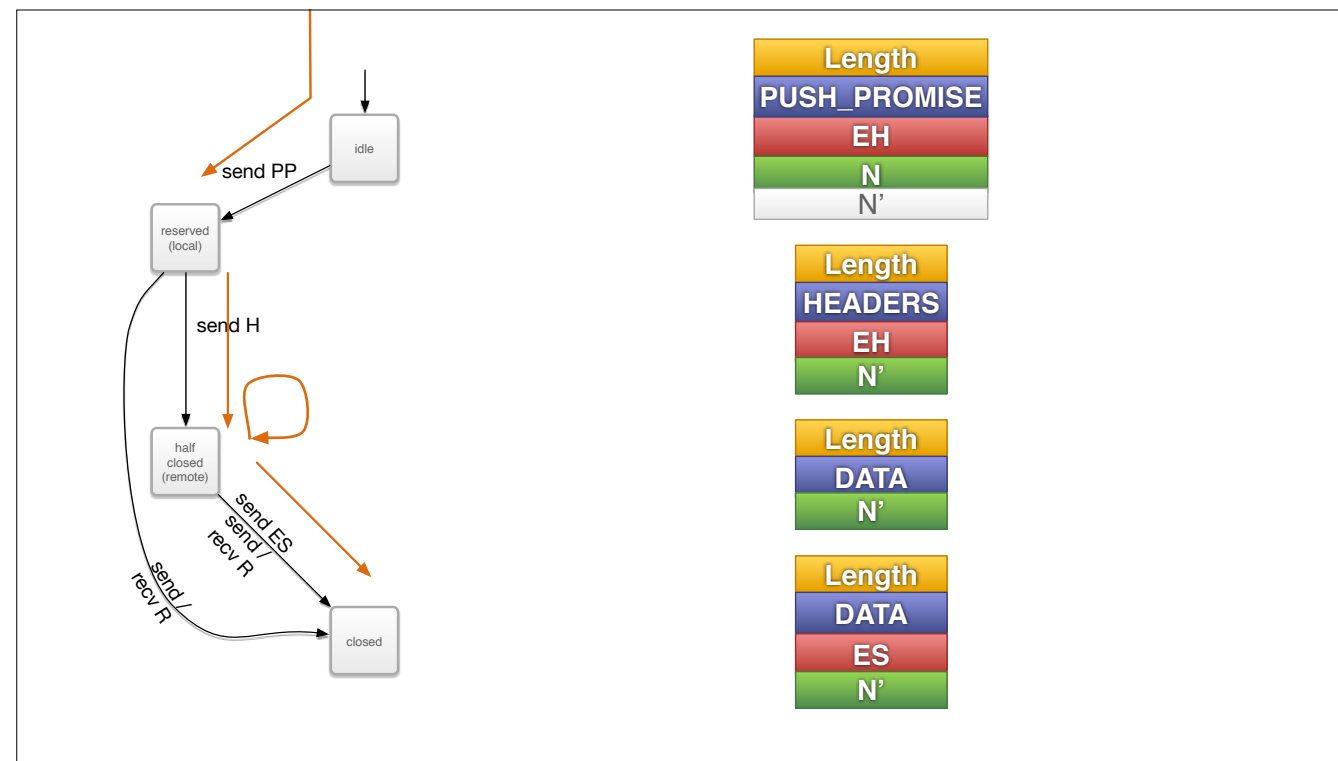 idle
send PP
reserved
(local)
send H
half
closed
(remote)
send ES
send /
recv R
send /
recv R
closed
Length
PUSH_PROMISE
EH
N
N’
Length
HEADERS
EH
N’
Length
DATA
N’
Length
DATA
ES
N’